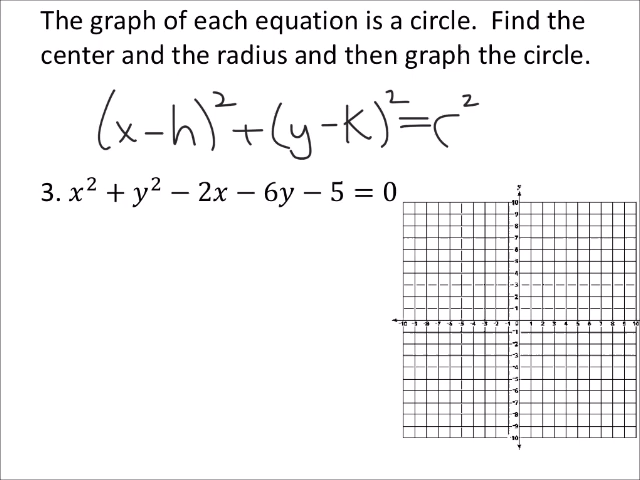 The graph of each equation is a circle. Find the
center and the radius and then graph the circle.
(x-h)²+(y-k)²=r²
3. x² + y² − 2x − 6y − 5 = 0